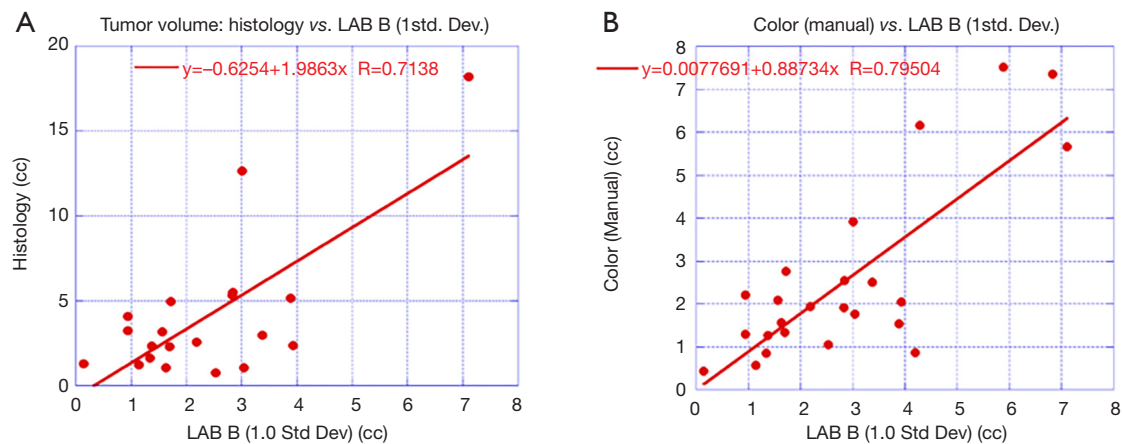 A
Tumor volume: histology vs. LAB B (1std. Dev.)
20
15
10
5
0
Histology (cc)
y=–0.6254+1.9863x R=0.7138
0 1 2 3 4 5 6 7 8
LAB B (1.0 Std Dev) (cc)
B
Color (manual) vs. LAB B (1std. Dev.)
8
7
6
5
4
3
2
1
0
Color (Manual) (cc)
y=0.0077691+0.88734x R=0.79504
0 1 2 3 4 5 6 7 8
LAB B (1.0 Std Dev) (cc)